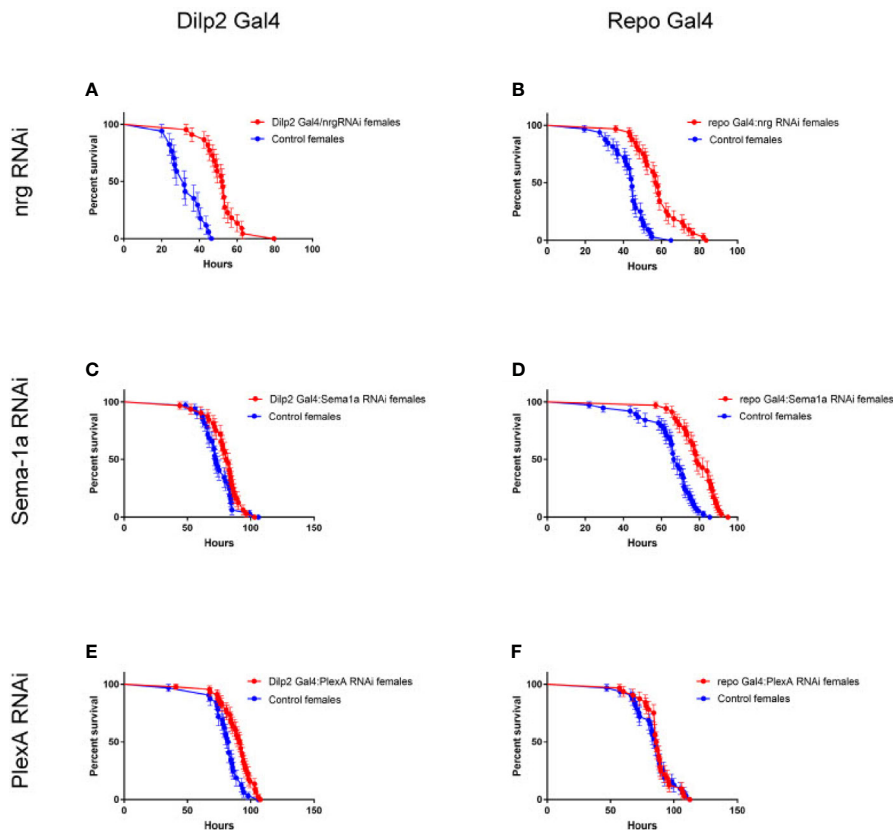 Dilp2 Gal4
Repo Gal4
nrg RNAi
A
Dilp2 Gal4/nrgRNAi females
Control females
Percent survival
100
50
0
0 20 40 60 80 100
Hours
B
repo Gal4:nrg RNAi females
Control females
Percent survival
100
50
0
0 20 40 60 80 100
Hours
Sema-1a RNAi
C
Dilp2 Gal4:Sema1a RNAi females
Control females
Percent survival
100
50
0
0 50 100 150
Hours
D
repo Gal4:Sema1a RNAi females
Control females
Percent survival
100
50
0
0 20 40 60 80 100
Hours
PlexA RNAi
E
Dilp2 Gal4:PlexA RNAi females
Control females
Percent survival
100
50
0
0 50 100 150
Hours
F
repo Gal4:PlexA RNAi females
Control females
Percent survival
100
50
0
0 50 100 150
Hours